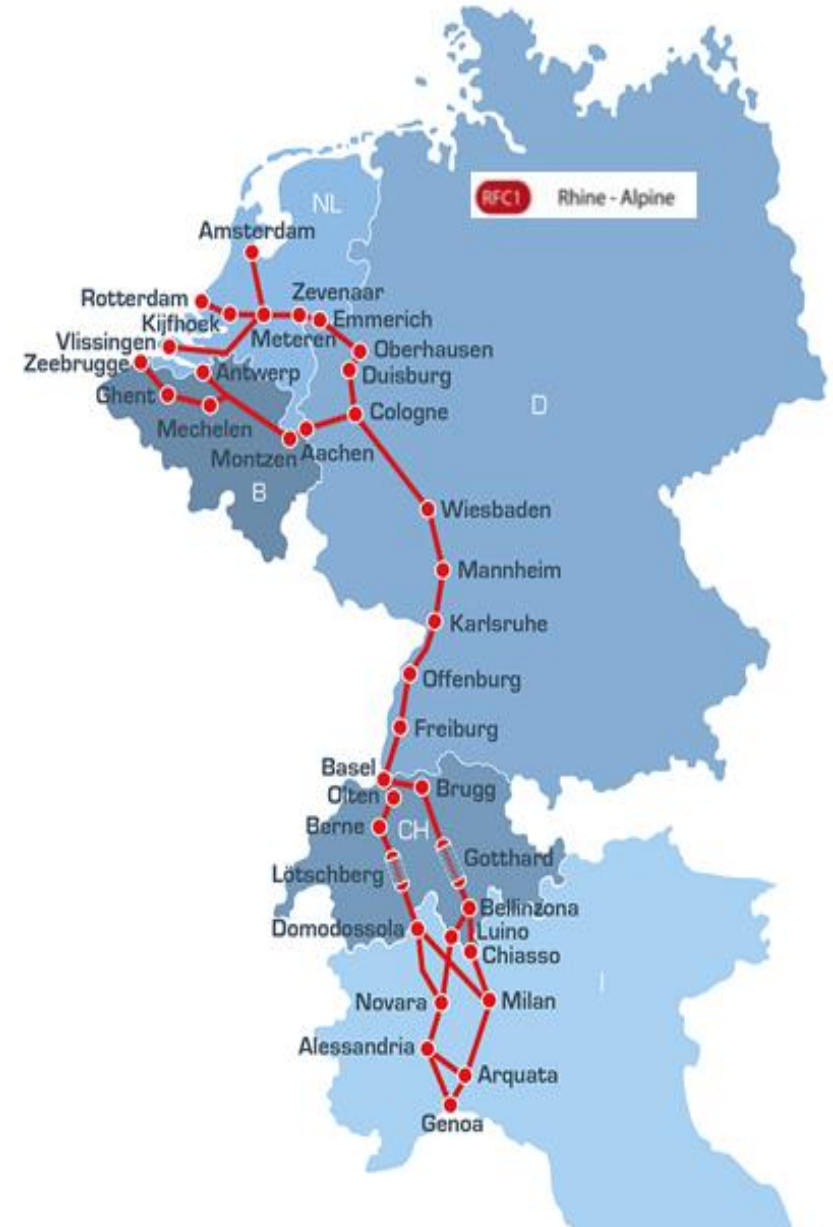 RFC1 Rhine - Alpine
NL
Amsterdam
Rotterdam
Zevenaar
Kijfhoek
Meteren
Emmerich
Vlissingen
Oberhausen
Zeebrugge
Antwerp
Duisburg
Ghent
Cologne
D
Mechelen
Montzen
Aachen
B
Wiesbaden
Mannheim
Karlsruhe
Offenburg
Freiburg
Basel
Olten
Brugg
Berne
CH
Gotthard
Lötschberg
Bellinzona
Domodossola
Luino
Chiasso
I
Novara
Milan
Alessandria
Arquata
Genoa